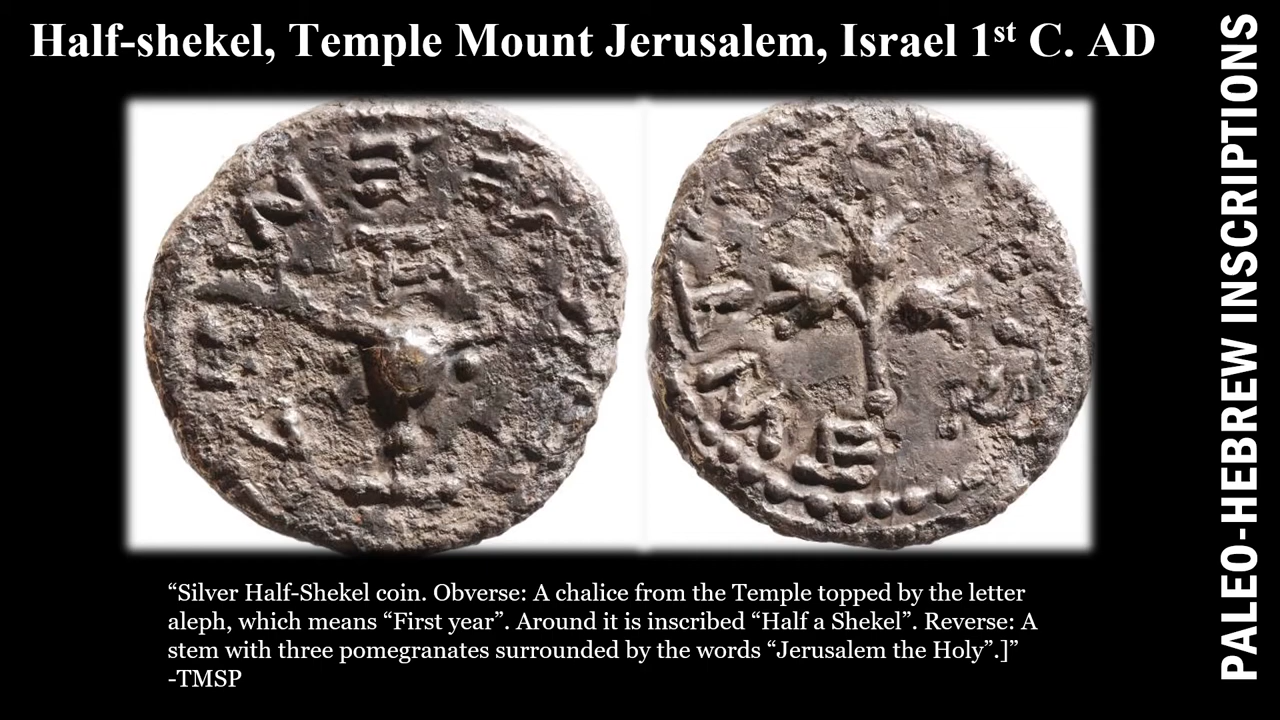 Half-shekel, Temple Mount Jerusalem, Israel 1st C. AD
PALEO-HEBREW INSCRIPTIONS
“Silver Half-Shekel coin. Obverse: A chalice from the Temple topped by the letter
aleph, which means “First year”. Around it is inscribed “Half a Shekel”. Reverse: A
stem with three pomegranates surrounded by the words “Jerusalem the Holy”.]”
-TMSP